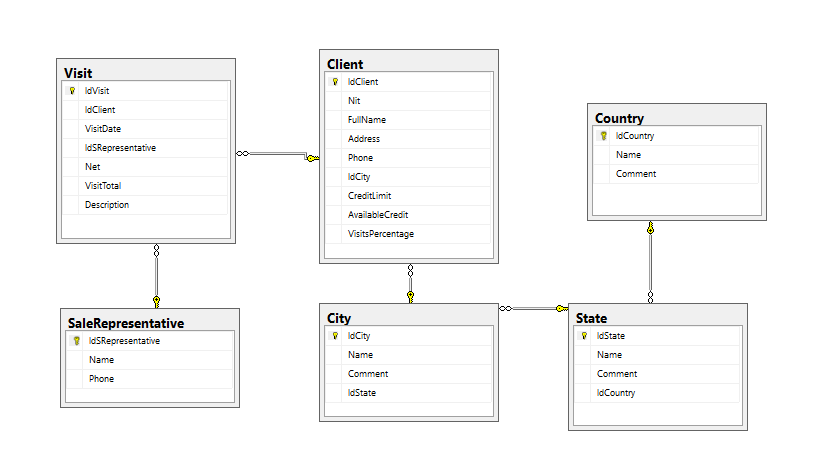 Visit
IdVisit
IdClient
VisitDate
IdSRepresentative
Net
VisitTotal
Description
Client
IdClient
Nit
FullName
Address
Phone
IdCity
CreditLimit
AvailableCredit
VisitsPercentage
Country
IdCountry
Name
Comment
SaleRepresentative
IdSRepresentative
Name
Phone
City
IdCity
Name
Comment
IdState
State
IdState
Name
Comment
IdCountry